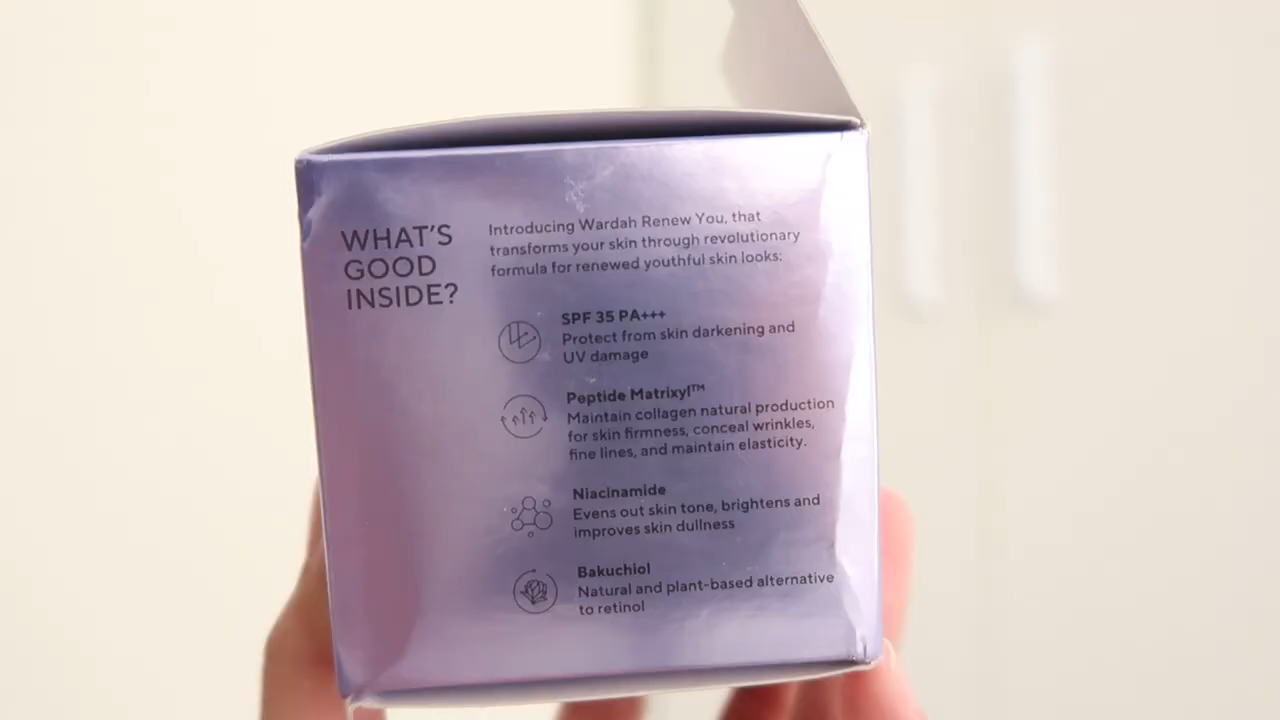 WHAT'S
GOOD
INSIDE?
Introducing Wardah Renew You, that
transforms your skin through revolutionary
formula for renewed youthful skin looks:
SPF 35 PA+++
Protect from skin darkening and
UV damage
Peptide Matrixyl™
Maintain collagen natural production
for skin firmness, conceal wrinkles,
fine lines, and maintain elasticity.
Niacinamide
Evens out skin tone, brightens and
improves skin dullness
Bakuchiol
Natural and plant-based alternative
to retinol